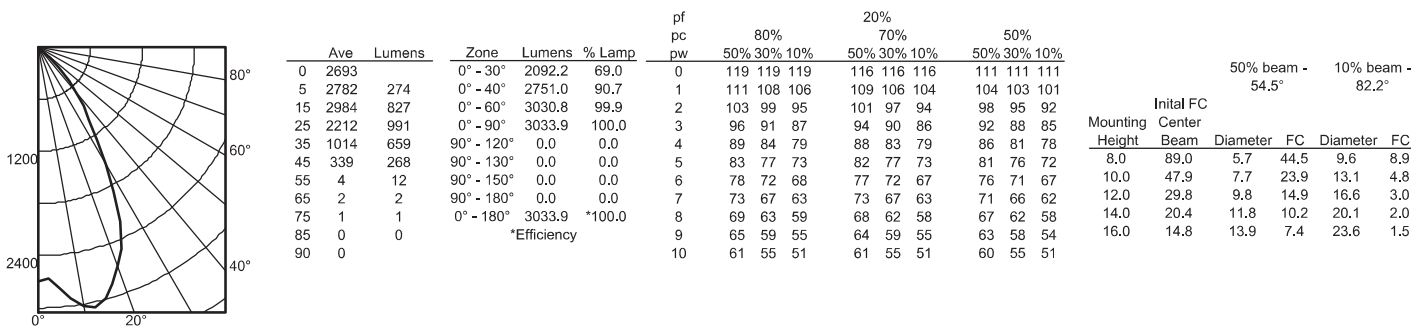 80°
60°
40°
20°
0°
1200
2400
Ave Lumens
0 2693
5 2782 274
15 2984 827
25 2212 991
35 1014 659
45 339 268
55 4 12
65 2 2
75 1 1
85 0 0
90 0
Zone Lumens % Lamp
0° - 30° 2092.2 69.0
0° - 40° 2751.0 90.7
0° - 60° 3030.8 99.9
0° - 90° 3033.9 100.0
90° - 120° 0.0 0.0
90° - 130° 0.0 0.0
90° - 150° 0.0 0.0
90° - 180° 0.0 0.0
0° - 180° 3033.9 *100.0
*Efficiency
pf 20%
pc 80% 70% 50%
pw 50% 30% 10% 50% 30% 10% 50% 30% 10%
0 119 119 119 116 116 116 111 111 111
1 111 108 106 109 106 104 104 103 101
2 103 99 95 101 97 94 98 95 92
3 96 91 87 94 90 86 92 88 85
4 89 84 79 88 83 79 86 81 78
5 83 77 73 82 77 73 81 76 72
6 78 72 68 77 72 67 76 71 67
7 73 67 63 73 67 63 71 66 62
8 69 63 59 68 62 58 67 62 58
9 65 59 55 64 59 55 63 58 54
10 61 55 51 61 55 51 60 55 51
50% beam - 10% beam -
54.5° 82.2°
Inital FC
Mounting Center
Height Beam Diameter FC Diameter FC
8.0 89.0 5.7 44.5 9.6 8.9
10.0 47.9 7.7 23.9 13.1 4.8
12.0 29.8 9.8 14.9 16.6 3.0
14.0 20.4 11.8 10.2 20.1 2.0
16.0 14.8 13.9 7.4 23.6 1.5